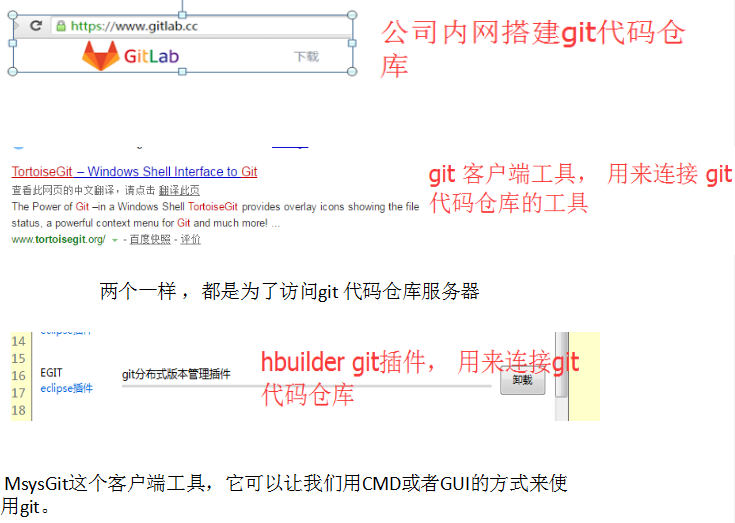 https://www.gitlab.cc
GitLab
下载
公司内网搭建git代码仓
库
TortoiseGit – Windows Shell Interface to Git
查看此网页的中文翻译，请点击 翻译此页
The Power of Git –in a Windows Shell TortoiseGit provides overlay icons showing the file
status, a powerful context menu for Git and much more! ...
www.tortoisegit.org/ - 百度快照 - 评价
git 客户端工具， 用来连接 git
代码仓库的工具
两个一样 ，都是为了访问git 代码仓库服务器
14
eclipse插件
15
16
EGIT
git分布式版本管理插件
17
eclipse插件
18
卸载
hbuilder git插件， 用来连接git
代码仓库
MsysGit这个客户端工具，它可以让我们用CMD或者GUI的方式来使
用git。